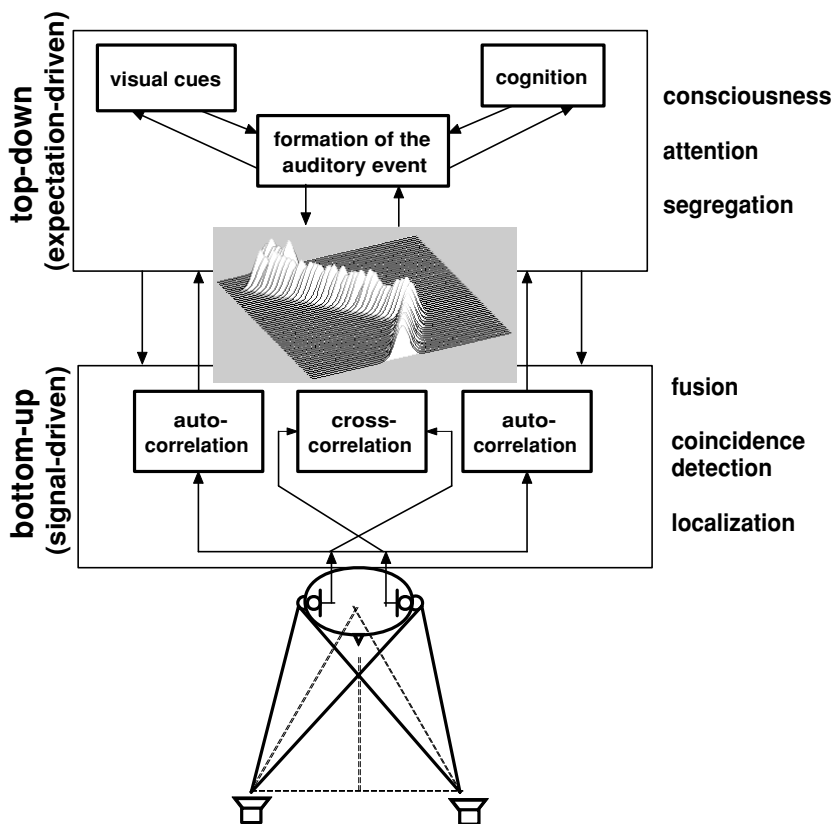 top-down
(expectation-driven)
visual cues
cognition
formation of the
auditory event
consciousness
attention
segregation
bottom-up
(signal-driven)
auto-
correlation
cross-
correlation
auto-
correlation
fusion
coincidence
detection
localization